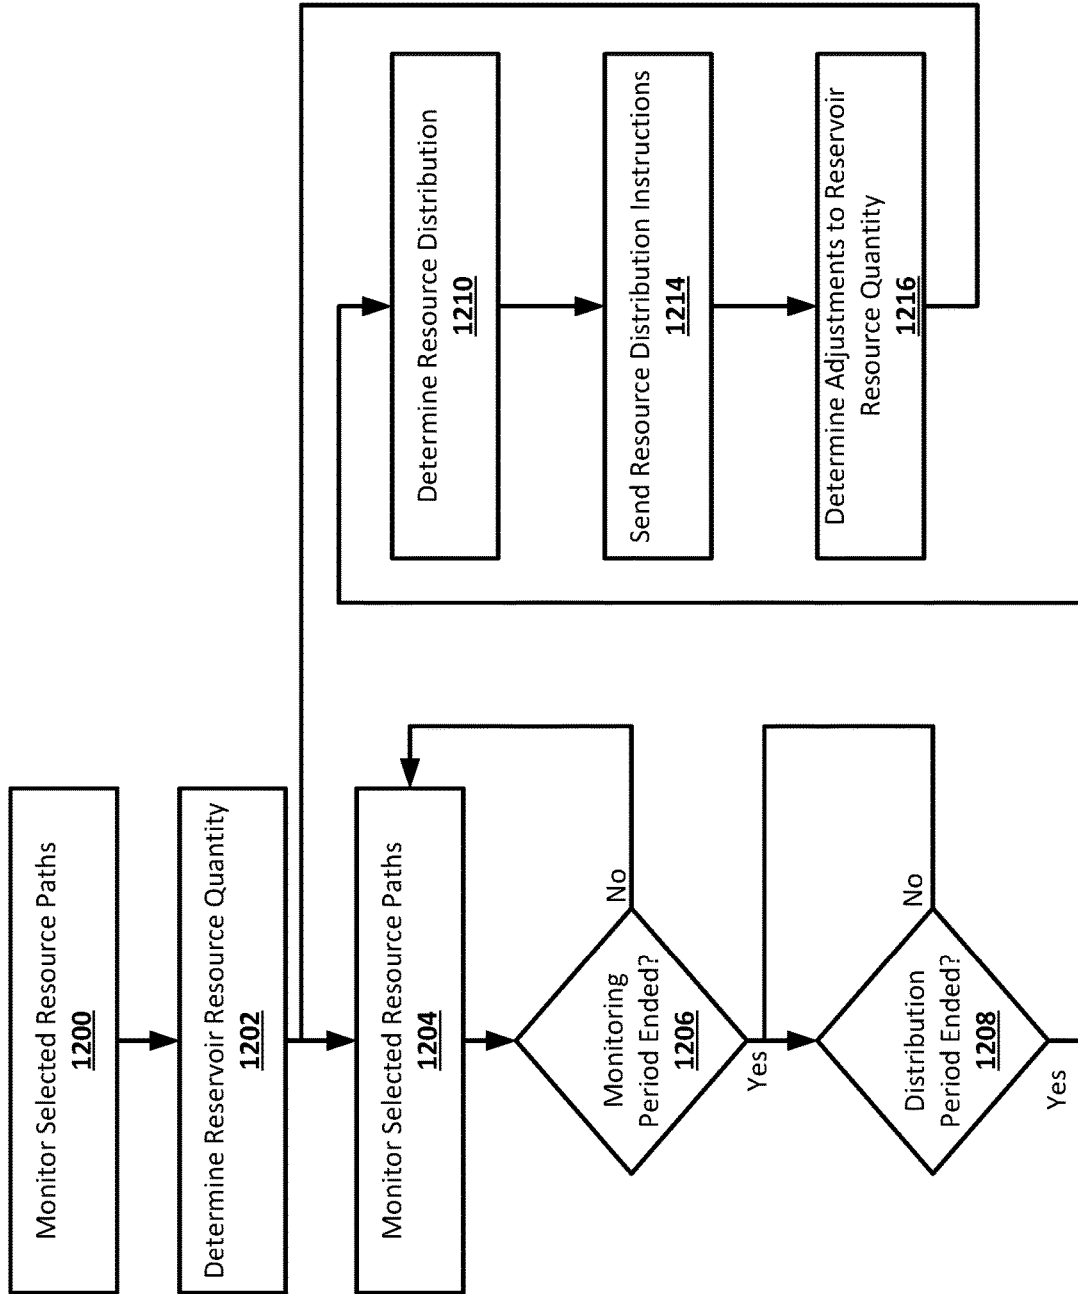 Monitor Selected Resource Paths
1200
Determine Reservoir Resource Quantity
1202
Monitor Selected Resource Paths
1204
Monitoring
Period Ended?
1206
No
Yes
Distribution
Period Ended?
1208
No
Yes
Determine Resource Distribution
1210
Send Resource Distribution Instructions
1214
Determine Adjustments to Reservoir
Resource Quantity
1216